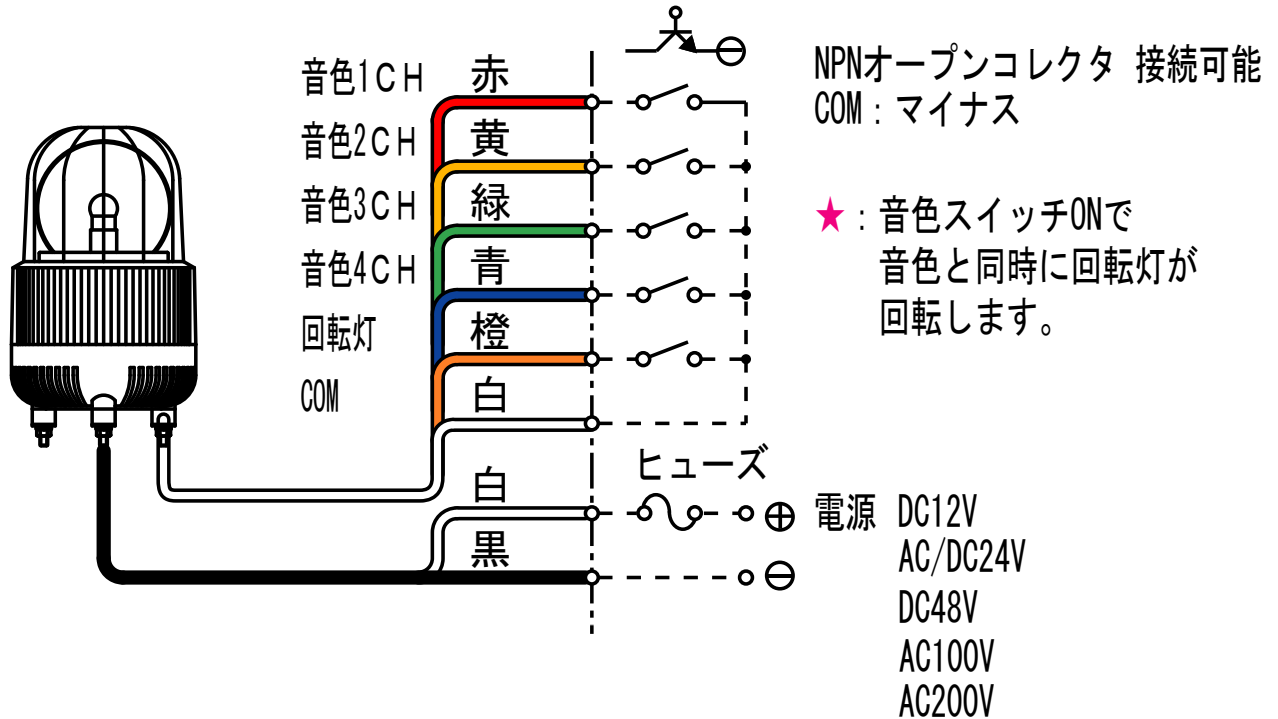 音色1CH 赤
音色2CH 黄
音色3CH 緑
音色4CH 青
回転灯 橙
COM 白
白
黒
ヒューズ
NPNオープンコレクタ 接続可能
COM：マイナス
★：音色スイッチONで
音色と同時に回転灯が
回転します。
⊕ 電源 DC12V
⊖ AC/DC24V
DC48V
AC100V
AC200V